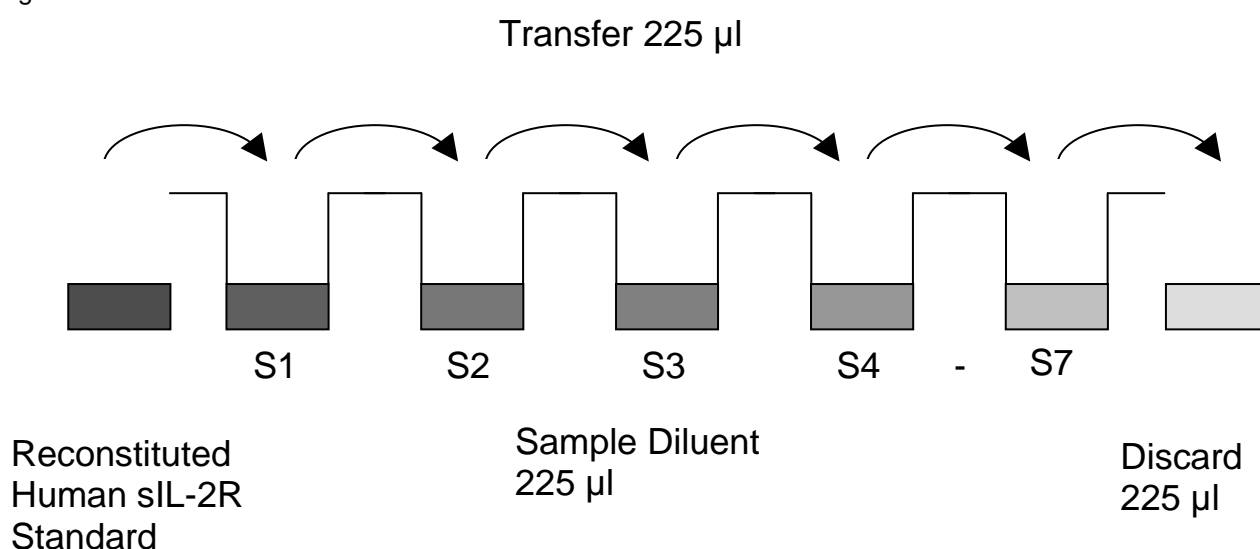 Transfer 225 µl
S1 S2 S3 S4 - S7
Reconstituted
Human sIL-2R
Standard
Sample Diluent
225 µl
Discard
225 µl